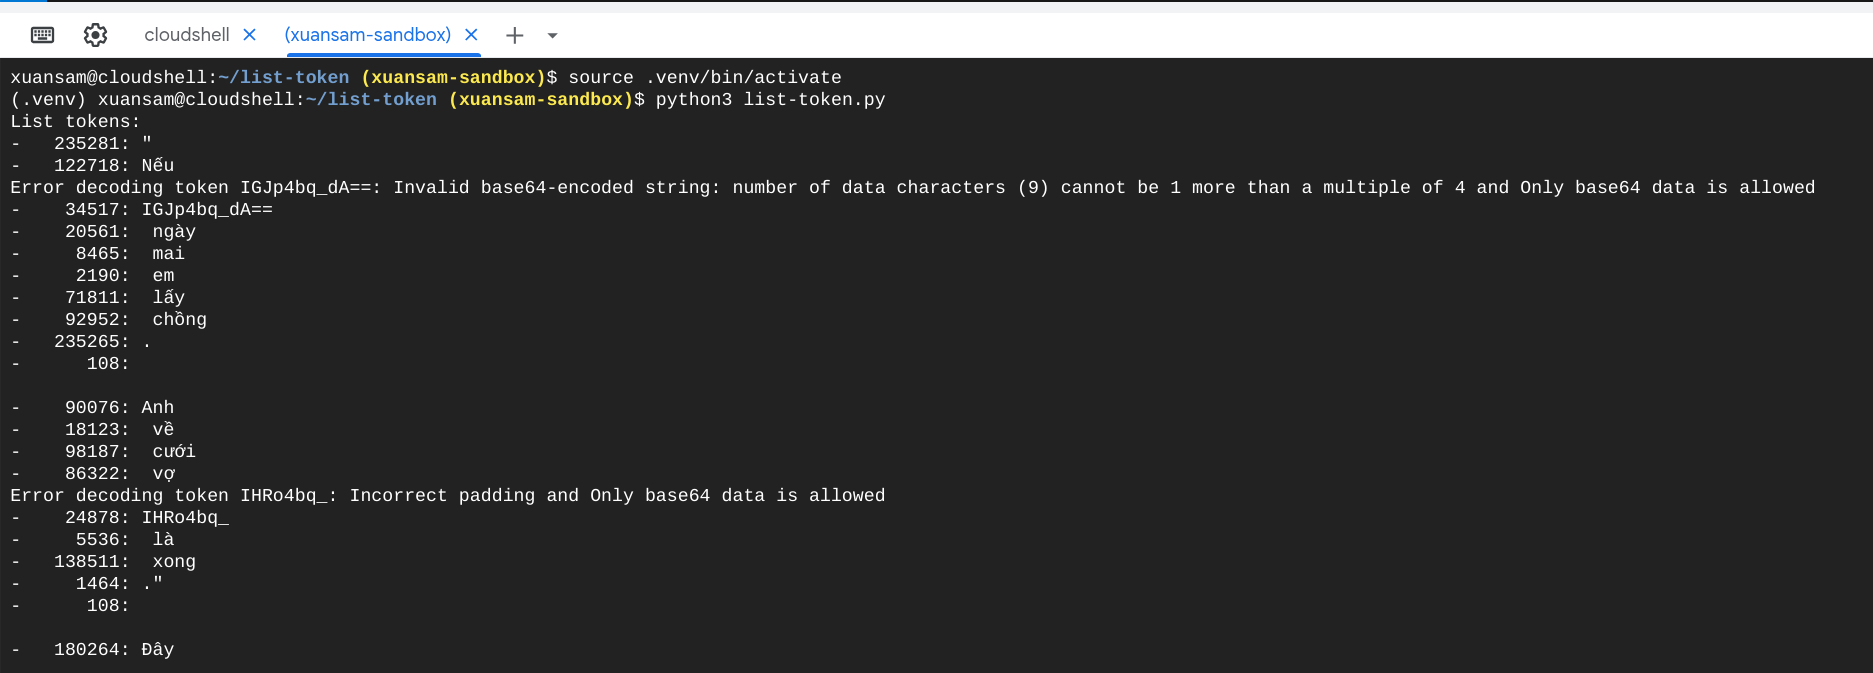 cloudshell × (xuansam-sandbox) × +
xuansam@cloudshell:~/list-token (xuansam-sandbox)$ source .venv/bin/activate
(.venv) xuansam@cloudshell:~/list-token (xuansam-sandbox)$ python3 list-token.py
List tokens:
-   235281: "
-   122718: Nếu
Error decoding token IGJp4bq_dA==: Invalid base64-encoded string: number of data characters (9) cannot be 1 more than a multiple of 4 and Only base64 data is allowed
-    34517: IGJp4bq_dA==
-    20561:  ngày
-     8465:  mai
-     2190:  em
-    71811:  lấy
-    92952:  chồng
-   235265: .
-      108:
-    90076: Anh
-    18123:  về
-    98187:  cưới
-    86322:  vợ
Error decoding token IHRo4bq_: Incorrect padding and Only base64 data is allowed
-    24878: IHRo4bq_
-     5536:  là
-   138511:  xong
-     1464: ."
-      108:
-   180264: Đây